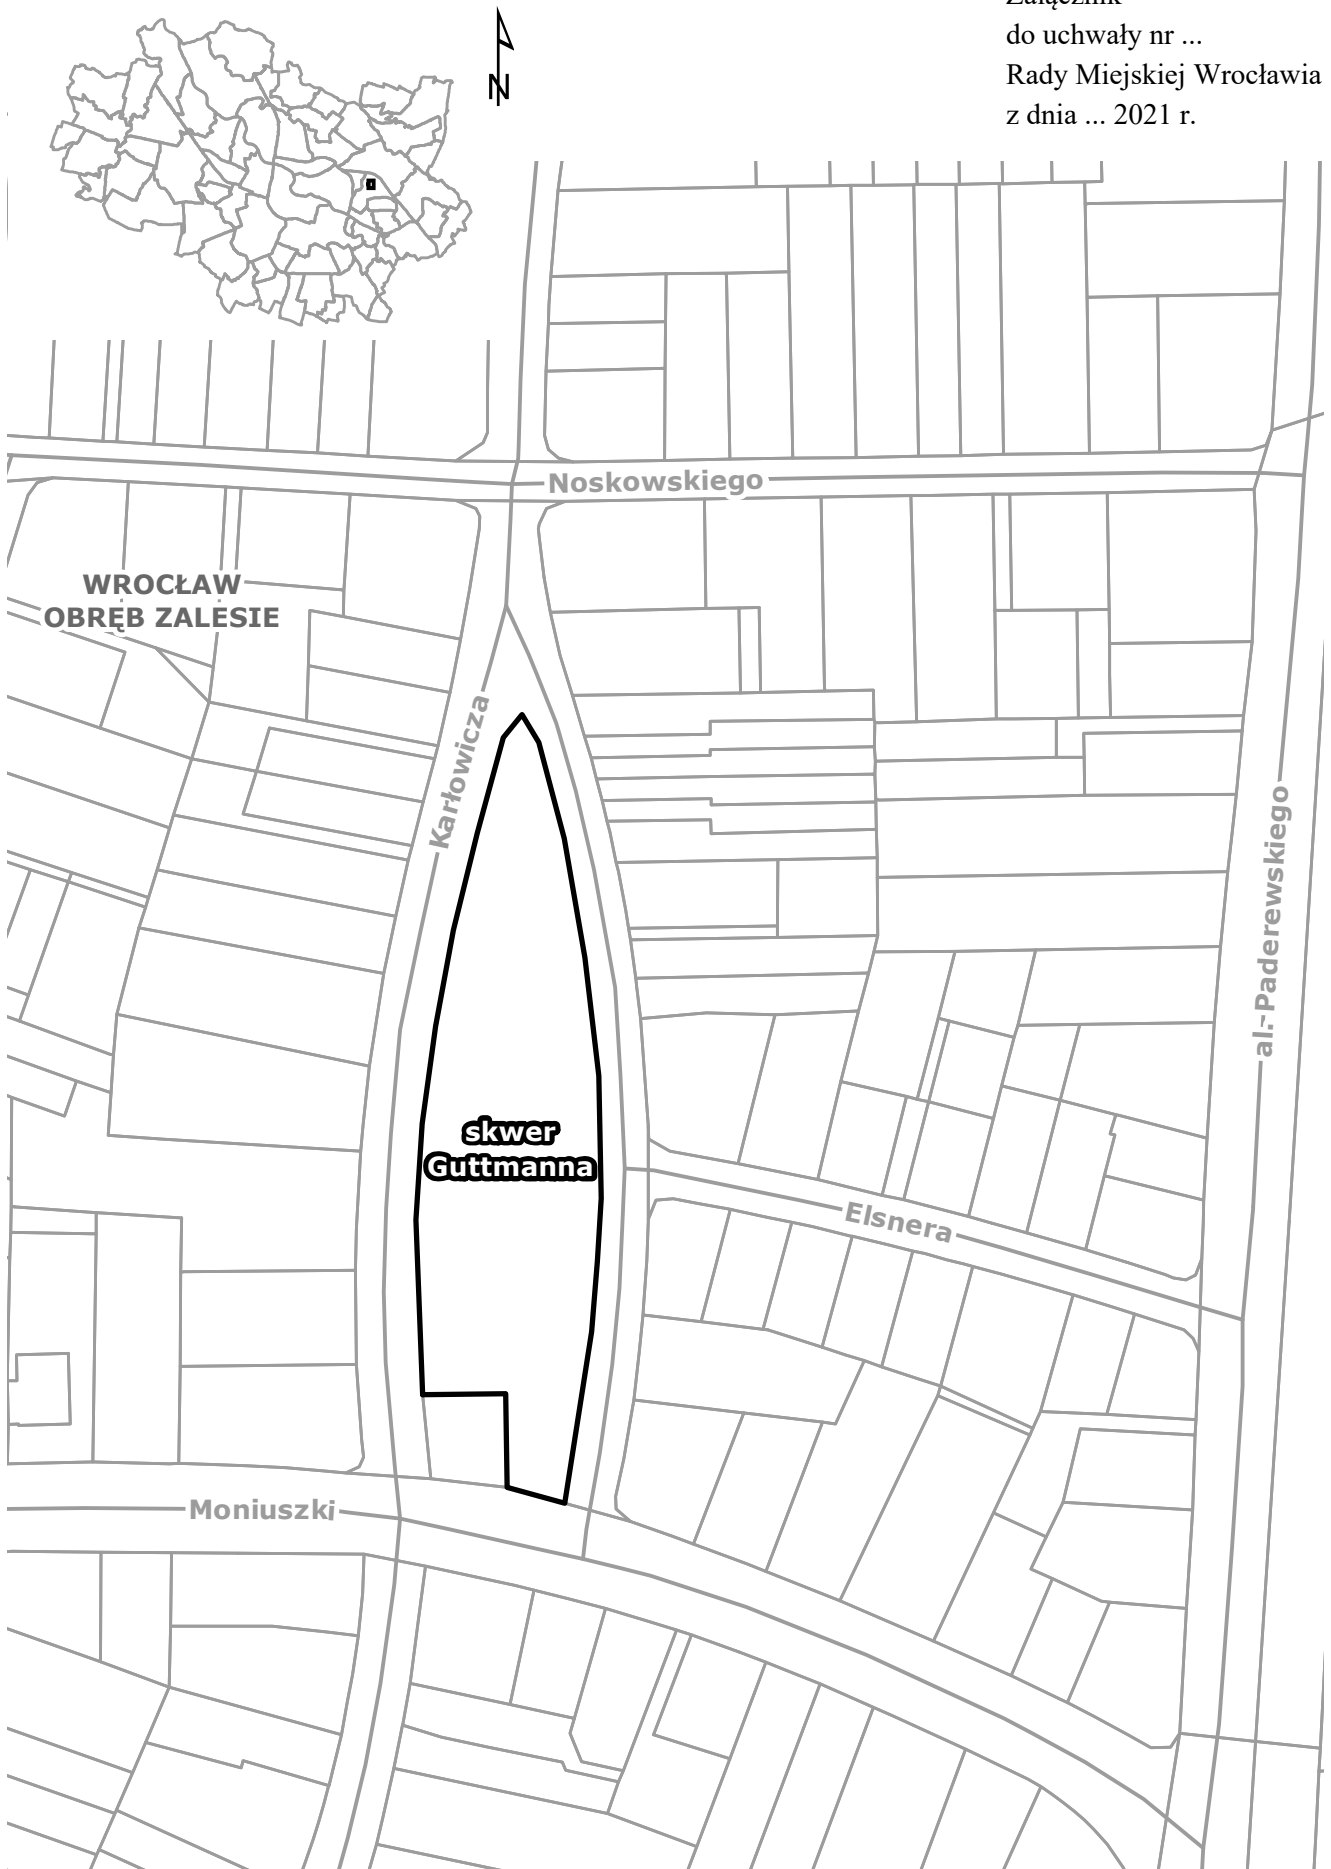 Załącznik
do uchwały nr ...
Rady Miejskiej Wrocławia
z dnia ... 2021 r.
N
Noskowskiego
WROCŁAW
OBRĘB ZALESIE
Karłowicza
al. Paderewskiego
skwer
Guttmanna
Elsnera
Moniuszki